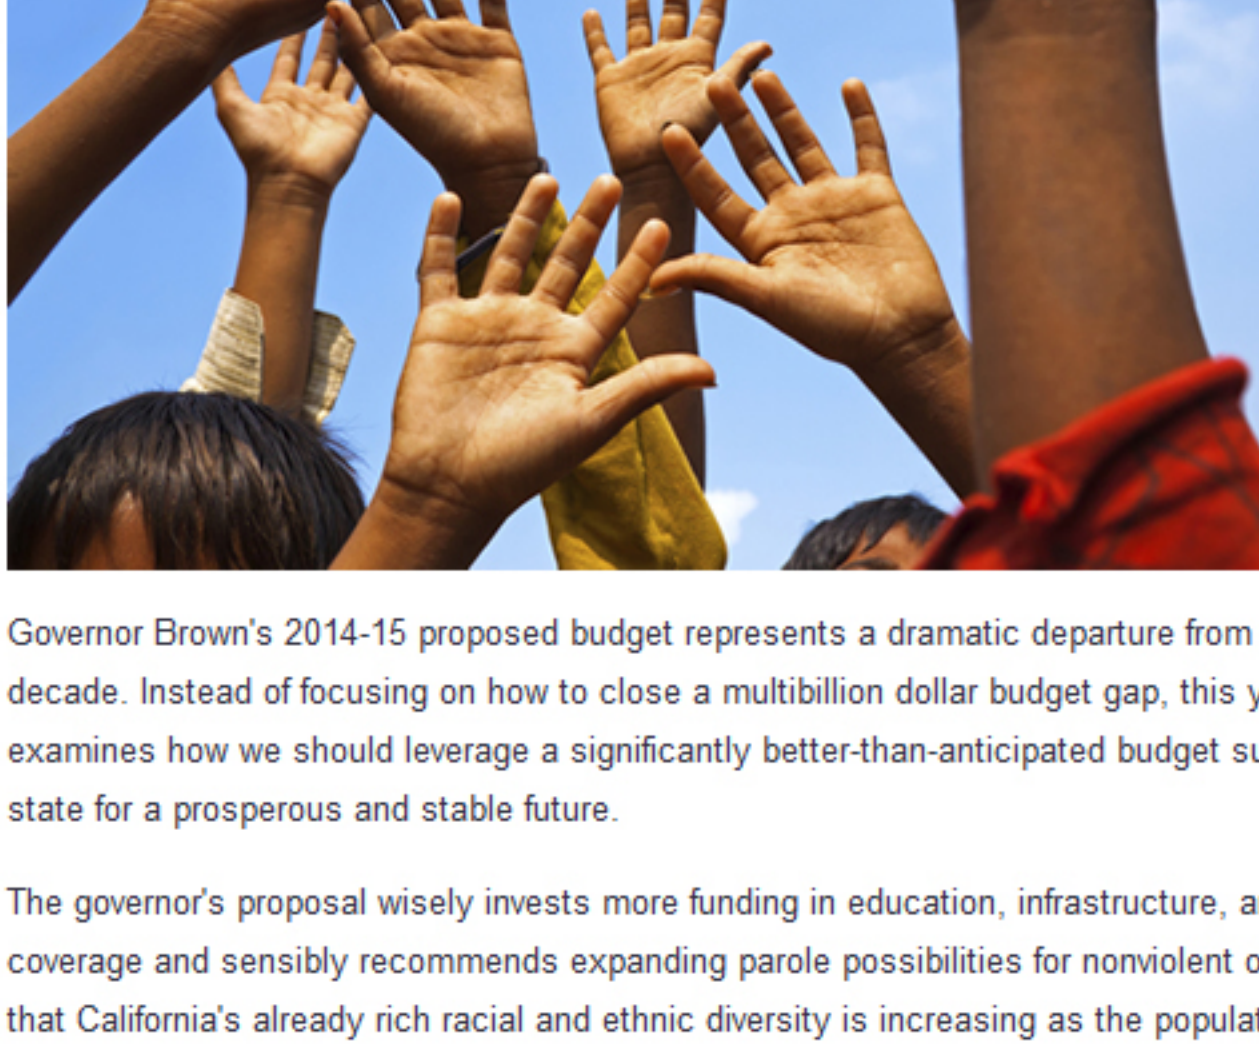 Governor Brown's 2014-15 proposed budget represents a dramatic departure from
decade. Instead of focusing on how to close a multibillion dollar budget gap, this
examines how we should leverage a significantly better-than-anticipated budget
state for a prosperous and stable future.
The governor's proposal wisely invests more funding in education, infrastructure,
coverage and sensibly recommends expanding parole possibilities for nonviolent
that California's already rich racial and ethnic diversity is increasing as the